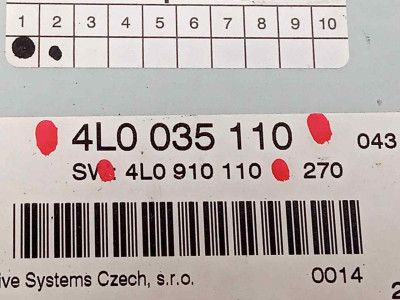 1 2 3 4 5 6 7 8 9 10
4L0 035 110 043
SW: 4L0 910 110 270
ive Systems Czech, s.r.o. 0014
2